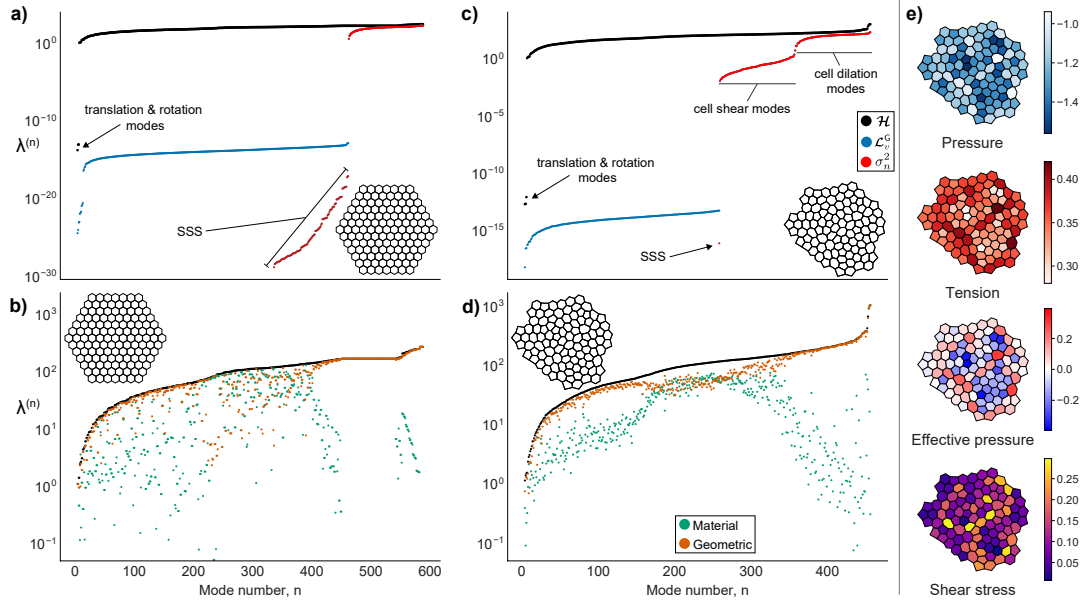 a)
10^0
10^-10
10^-20
10^-30
λ^(n)
translation & rotation
modes
SSS
b)
10^3
10^2
10^1
10^0
10^-1
λ^(n)
0
100
200
300
400
500
600
Mode number, n
c)
10^0
10^-5
10^-10
10^-15
cell dilation
modes
cell shear modes
ℋ
ℒ_v^G
σ_n^2
translation & rotation
modes
SSS
d)
10^3
10^2
10^1
10^0
10^-1
Material
Geometric
0
100
200
300
400
Mode number, n
e)
−1.0
−1.2
−1.4
Pressure
0.40
0.35
0.30
Tension
0.2
0.0
−0.2
Effective pressure
0.25
0.20
0.15
0.10
0.05
Shear stress